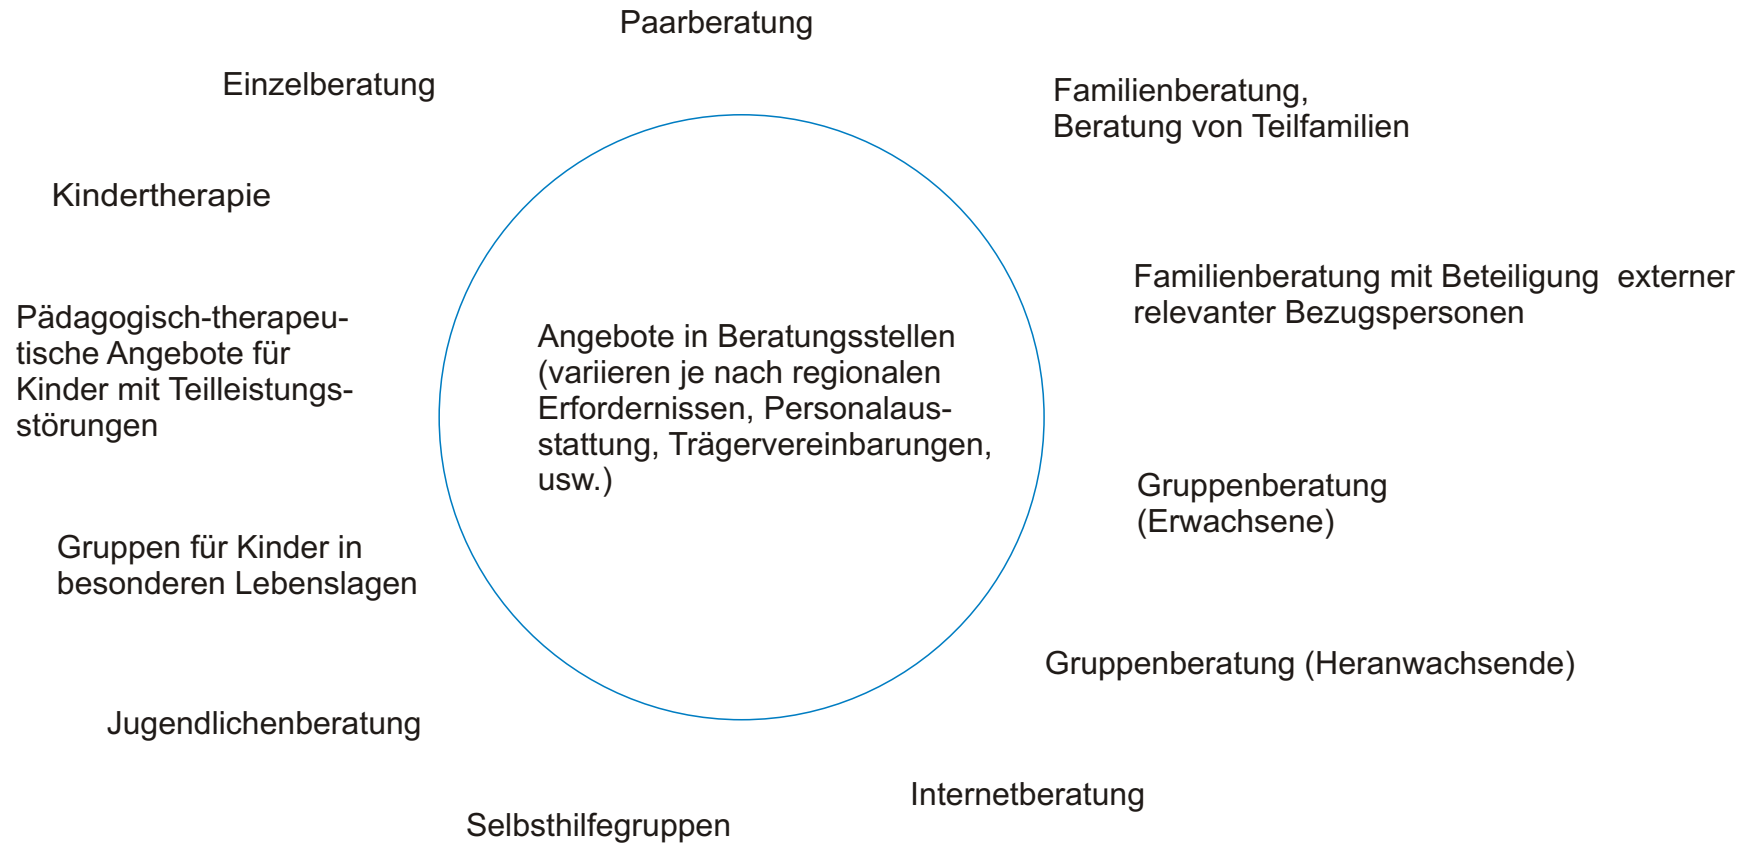 Paarberatung
Einzelberatung
Familienberatung,
Beratung von Teilfamilien
Kindertherapie
Familienberatung mit Beteiligung externer
relevanter Bezugspersonen
Pädagogisch-therapeu-
tische Angebote für
Kinder mit Teilleistungs-
störungen
Angebote in Beratungsstellen
(variieren je nach regionalen
Erfordernissen, Personalaus-
stattung, Trägervereinbarungen,
usw.)
Gruppenberatung
(Erwachsene)
Gruppen für Kinder in
besonderen Lebenslagen
Gruppenberatung (Heranwachsende)
Jugendlichenberatung
Internetberatung
Selbsthilfegruppen